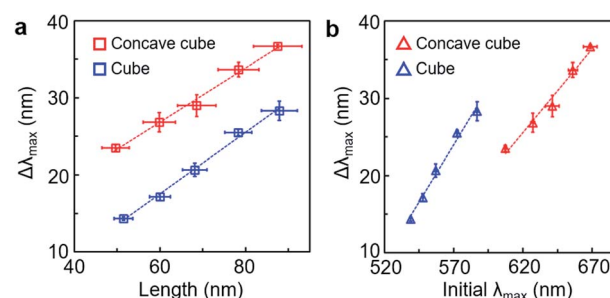 a
40
30
20
10
Δλmax (nm)
Concave cube
Cube
40
60
80
Length (nm)
b
40
30
20
10
Δλmax (nm)
Concave cube
Cube
520
570
620
670
Initial λmax (nm)